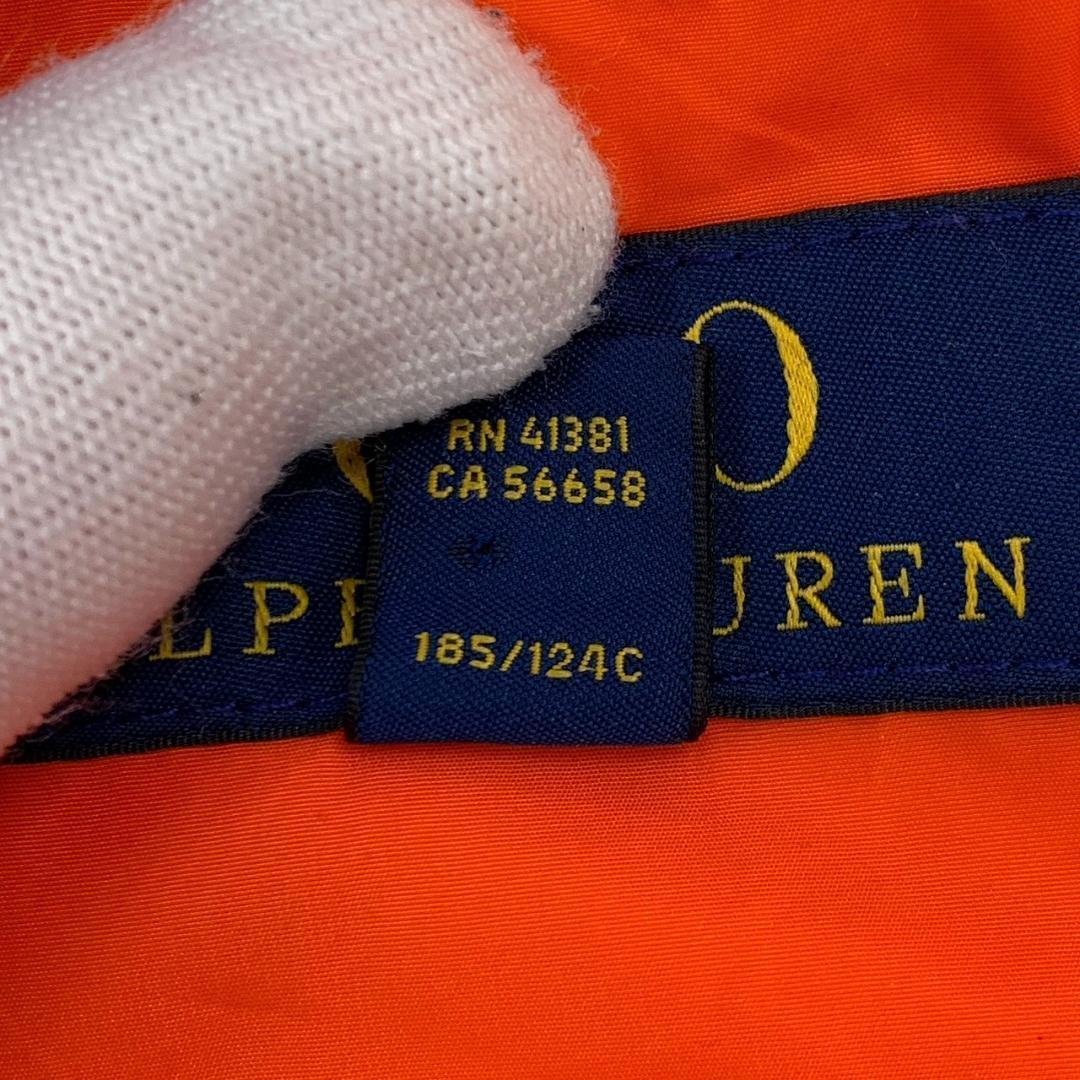 O
RN 41381
CA 56658
LPH UREN
185/124C